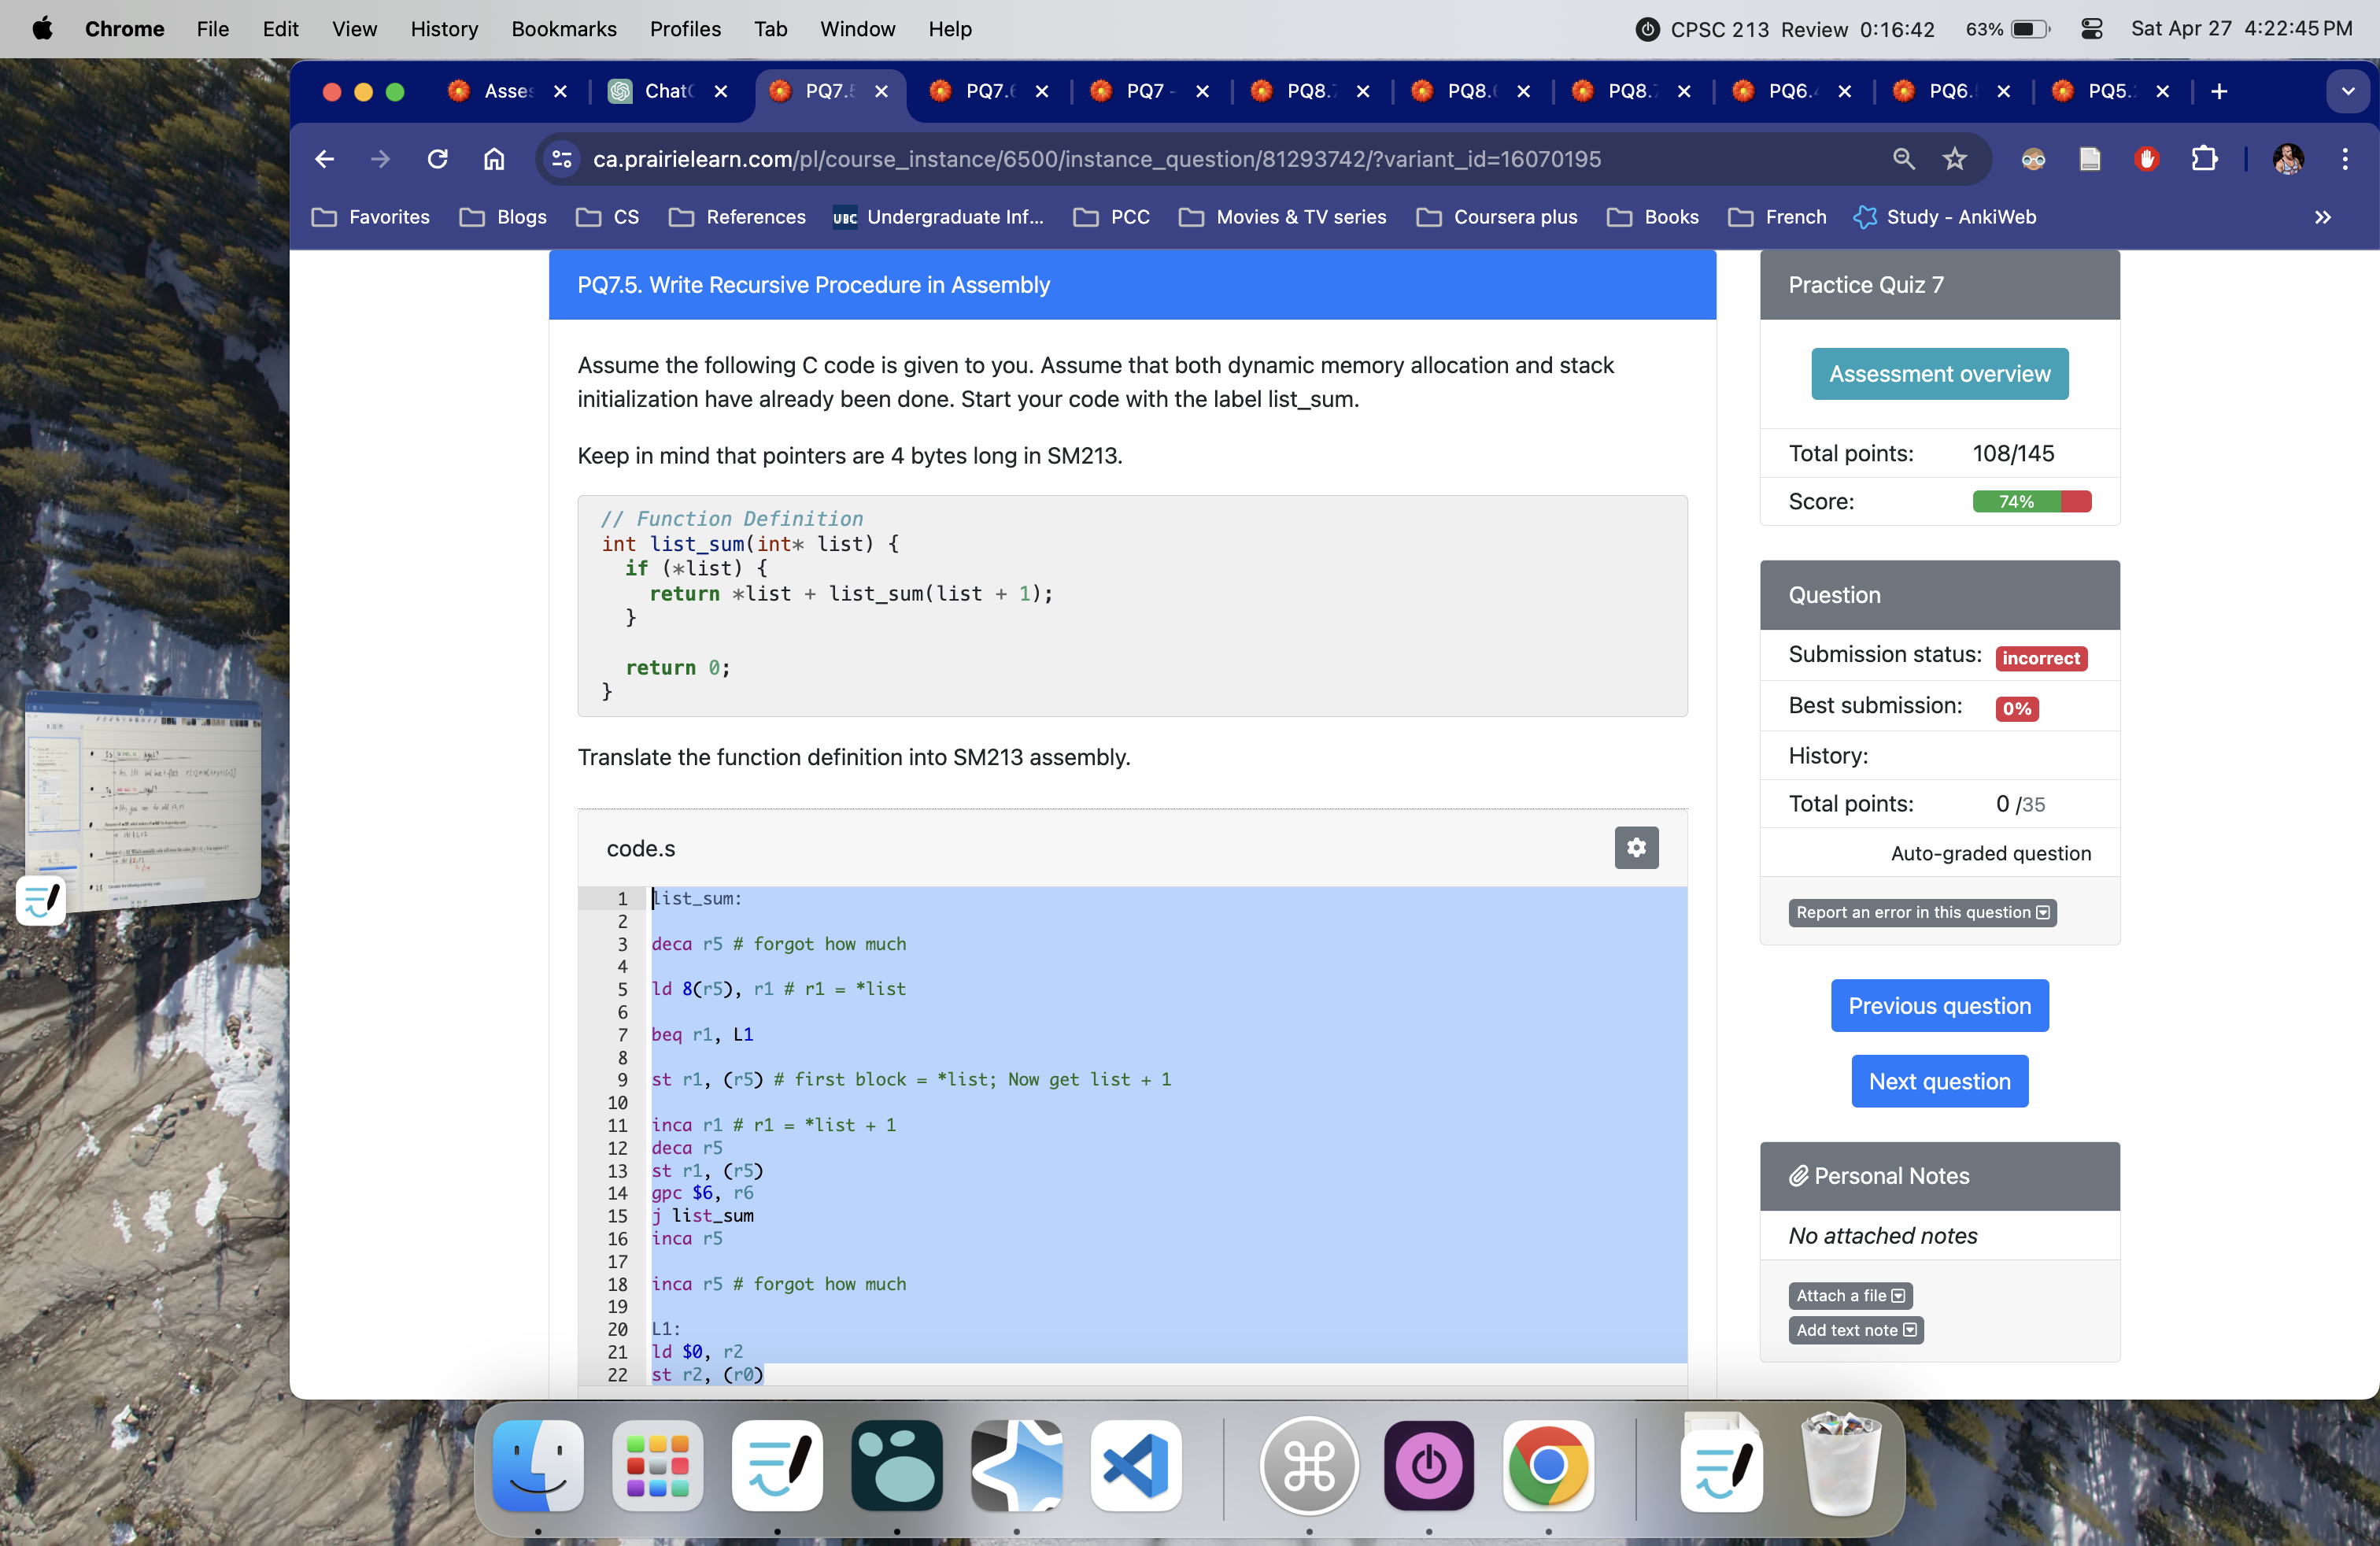 Chrome File Edit View History Bookmarks Profiles Tab Window Help CPSC 213 Review 0:16:42 63% Sat Apr 27 4:22:45 PM
Asses Chat PQ7.5 PQ7.6 PQ7 - PQ8. PQ8. PQ8. PQ6. PQ6. PQ5.
ca.prairielearn.com/pl/course_instance/6500/instance_question/81293742/?variant_id=16070195
Favorites Blogs CS References UBC Undergraduate Inf... PCC Movies & TV series Coursera plus Books French Study - AnkiWeb »
PQ7.5. Write Recursive Procedure in Assembly
Assume the following C code is given to you. Assume that both dynamic memory allocation and stack
initialization have already been done. Start your code with the label list_sum.
Keep in mind that pointers are 4 bytes long in SM213.
// Function Definition
int list_sum(int* list) {
if (*list) {
return *list + list_sum(list + 1);
}
return 0;
}
Translate the function definition into SM213 assembly.
code.s
1 list_sum:
2
3 deca r5 # forgot how much
4
5 ld 8(r5), r1 # r1 = *list
6
7 beq r1, L1
8
9 st r1, (r5) # first block = *list; Now get list + 1
10
11 inca r1 # r1 = *list + 1
12 deca r5
13 st r1, (r5)
14 gpc $6, r6
15 j list_sum
16 inca r5
17
18 inca r5 # forgot how much
19
20 L1:
21 ld $0, r2
22 st r2, (r0)
Practice Quiz 7
Assessment overview
Total points: 108/145
Score: 74%
Question
Submission status: incorrect
Best submission: 0%
History:
Total points: 0 /35
Auto-graded question
Report an error in this question
Previous question
Next question
Personal Notes
No attached notes
Attach a file
Add text note